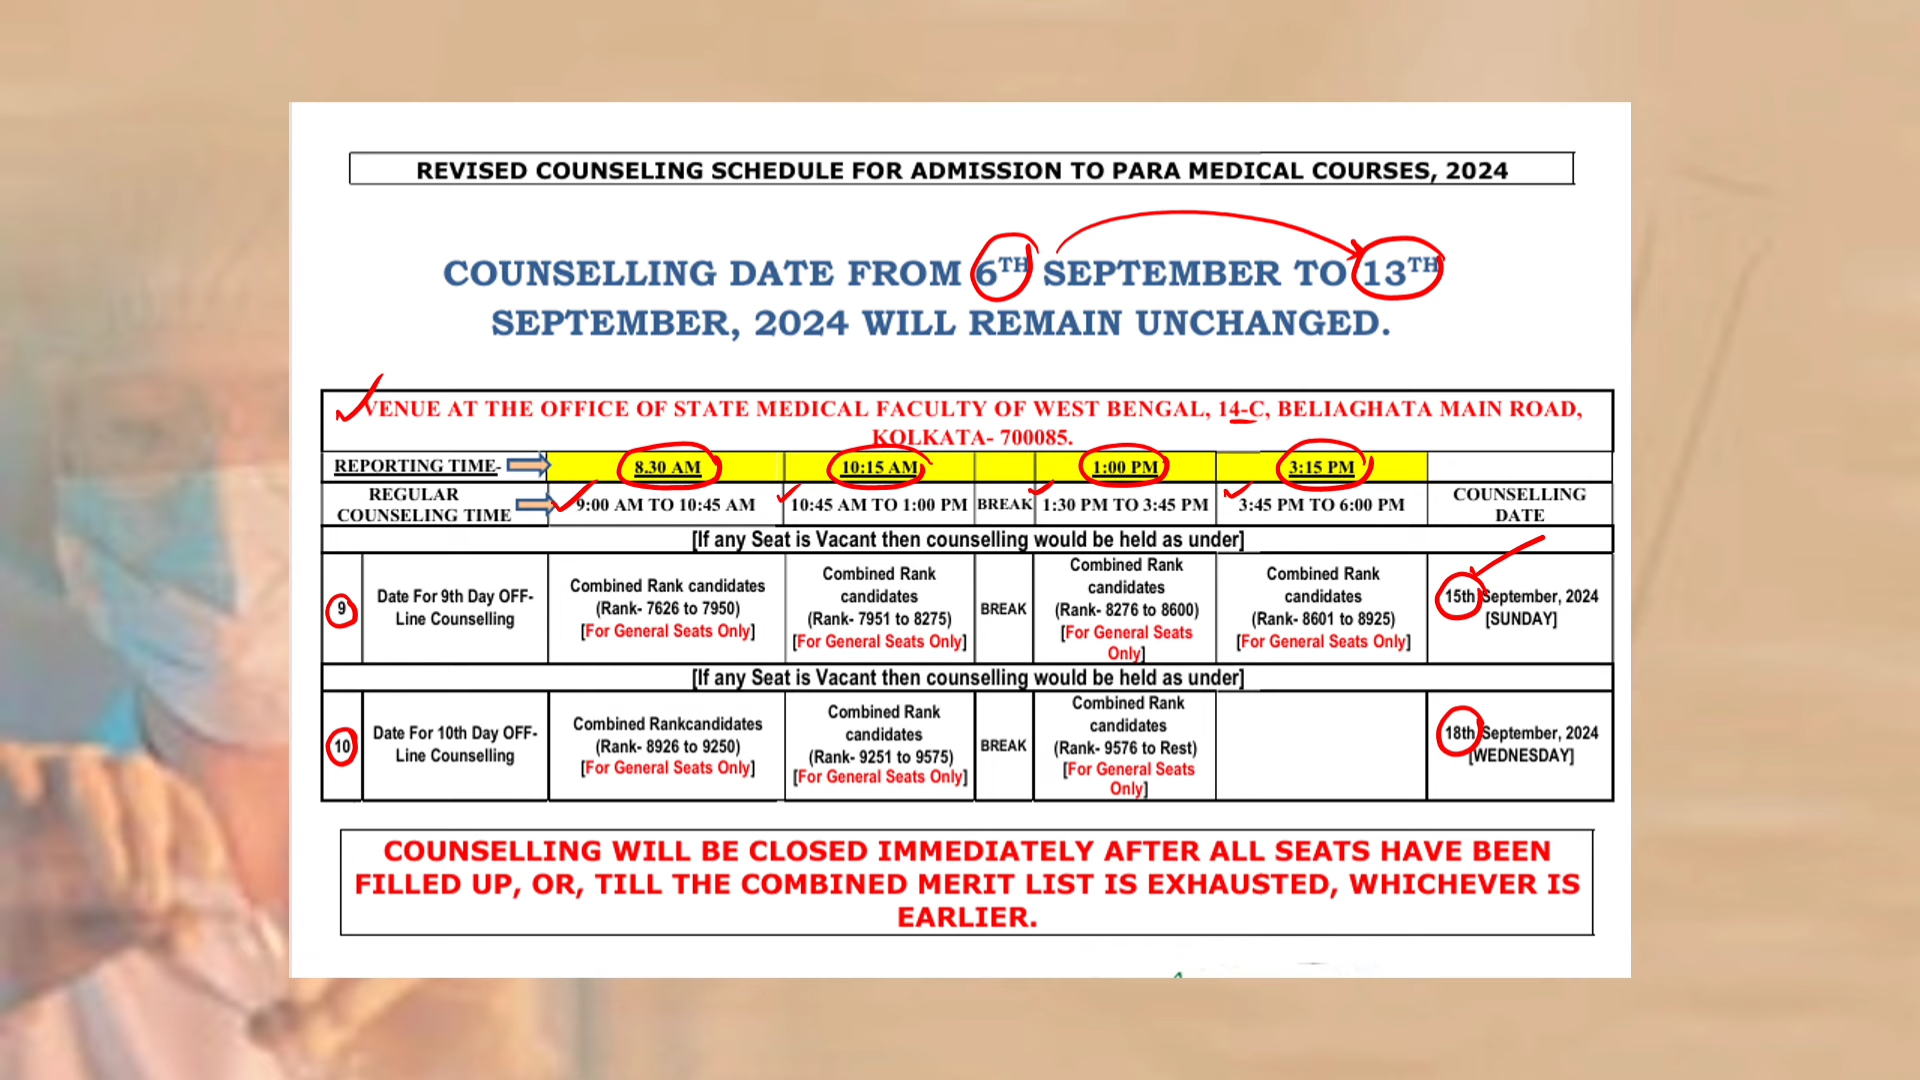 REVISED COUNSELING SCHEDULE FOR ADMISSION TO PARA MEDICAL COURSES, 2024
COUNSELLING DATE FROM 6TH SEPTEMBER TO 13TH
SEPTEMBER, 2024 WILL REMAIN UNCHANGED.
VENUE AT THE OFFICE OF STATE MEDICAL FACULTY OF WEST BENGAL, 14-C, BELIAGHATA MAIN ROAD,
KOLKATA- 700085.
REPORTING TIME- 8.30 AM 10:15 AM 1:00 PM 3:15 PM
REGULAR
COUNSELING TIME
9:00 AM TO 10:45 AM
10:45 AM TO 1:00 PM
BREAK
1:30 PM TO 3:45 PM
3:45 PM TO 6:00 PM
COUNSELLING
DATE
[If any Seat is Vacant then counselling would be held as under]
9
Date For 9th Day OFF-
Line Counselling
Combined Rank candidates
(Rank- 7626 to 7950)
[For General Seats Only]
Combined Rank
candidates
(Rank- 7951 to 8275)
[For General Seats Only]
BREAK
Combined Rank
candidates
(Rank- 8276 to 8600)
[For General Seats
Only]
Combined Rank
candidates
(Rank- 8601 to 8925)
[For General Seats Only]
15th September, 2024
[SUNDAY]
[If any Seat is Vacant then counselling would be held as under]
10
Date For 10th Day OFF-
Line Counselling
Combined Rankcandidates
(Rank- 8926 to 9250)
[For General Seats Only]
Combined Rank
candidates
(Rank- 9251 to 9575)
[For General Seats Only]
BREAK
Combined Rank
candidates
(Rank- 9576 to Rest)
[For General Seats
Only]
18th September, 2024
[WEDNESDAY]
COUNSELLING WILL BE CLOSED IMMEDIATELY AFTER ALL SEATS HAVE BEEN
FILLED UP, OR, TILL THE COMBINED MERIT LIST IS EXHAUSTED, WHICHEVER IS
EARLIER.